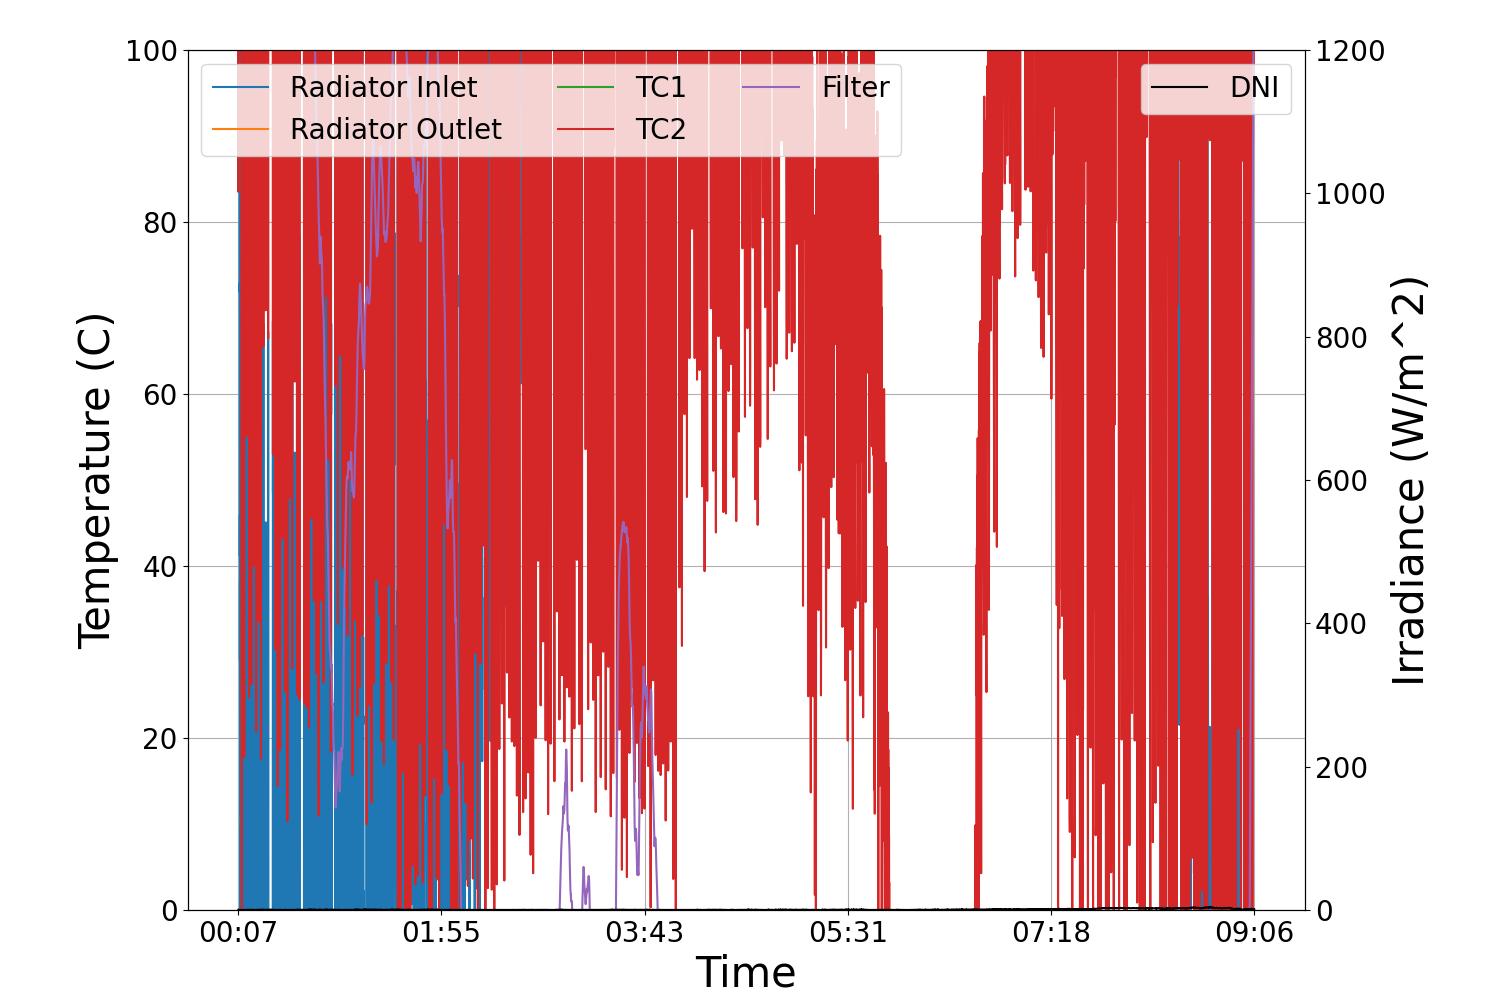 100
80
60
40
20
0
Temperature (C)
Radiator Inlet
Radiator Outlet
TC1
TC2
Filter
DNI
1200
1000
800
600
400
200
0
Irradiance (W/m^2)
00:07 01:55 03:43 05:31 07:18 09:06
Time